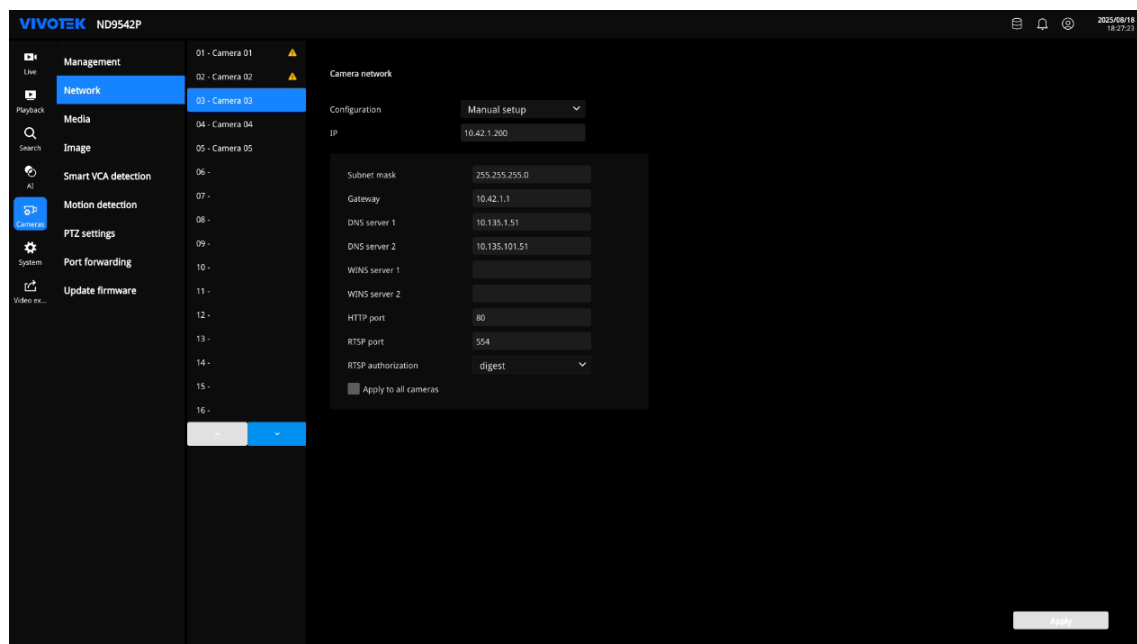 VIVOTEK ND9542P
2025/08/18
18:27:23
Live
Playback
Search
AI
Cameras
System
Video ex...
Management
Network
Media
Image
Smart VCA detection
Motion detection
PTZ settings
Port forwarding
Update firmware
01 - Camera 01
02 - Camera 02
03 - Camera 03
04 - Camera 04
05 - Camera 05
06 -
07 -
08 -
09 -
10 -
11 -
12 -
13 -
14 -
15 -
16 -
Camera network
Configuration Manual setup
IP 10.42.1.200
Subnet mask 255.255.255.0
Gateway 10.42.1.1
DNS server 1 10.135.1.51
DNS server 2 10.135.101.51
WINS server 1
WINS server 2
HTTP port 80
RTSP port 554
RTSP authorization digest
Apply to all cameras
Apply